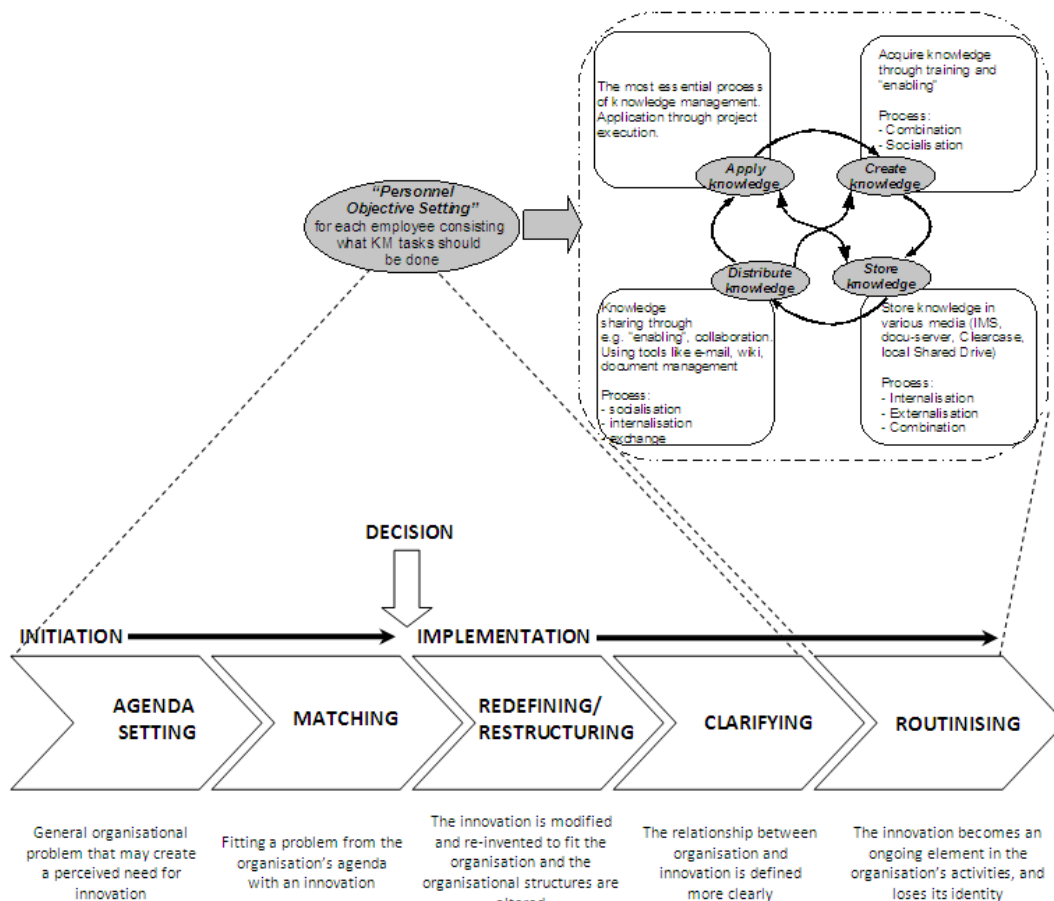 The most essential process
of knowledge management.
Application through project
execution.
Acquire knowledge
through training and
"enabling"
Process:
- Combination
- Socialisation
Apply
knowledge
Create
knowledge
"Personnel
Objective Setting"
for each employee consisting
what KM tasks should
be done
Distribute
knowledge
Store
knowledge
Knowledge
sharing through
e.g. "enabling", collaboration.
Using tools like e-mail, wiki,
document management
Process:
- socialisation
- internalisation
- exchange
Store knowledge in
various media (IMS,
docu-server, Clearcase,
local Shared Drive)
Process:
- Internalisation
- Externalisation
- Combination
DECISION
INITIATION
IMPLEMENTATION
AGENDA
SETTING
MATCHING
REDEFINING/
RESTRUCTURING
CLARIFYING
ROUTINISING
General organisational
problem that may create
a perceived need for
innovation
Fitting a problem from the
organisation's agenda
with an innovation
The innovation is modified
and re-invented to fit the
organisation and the
organisational structures are
The relationship between
organisation and
innovation is defined
more clearly
The innovation becomes an
ongoing element in the
organisation's activities, and
loses its identity